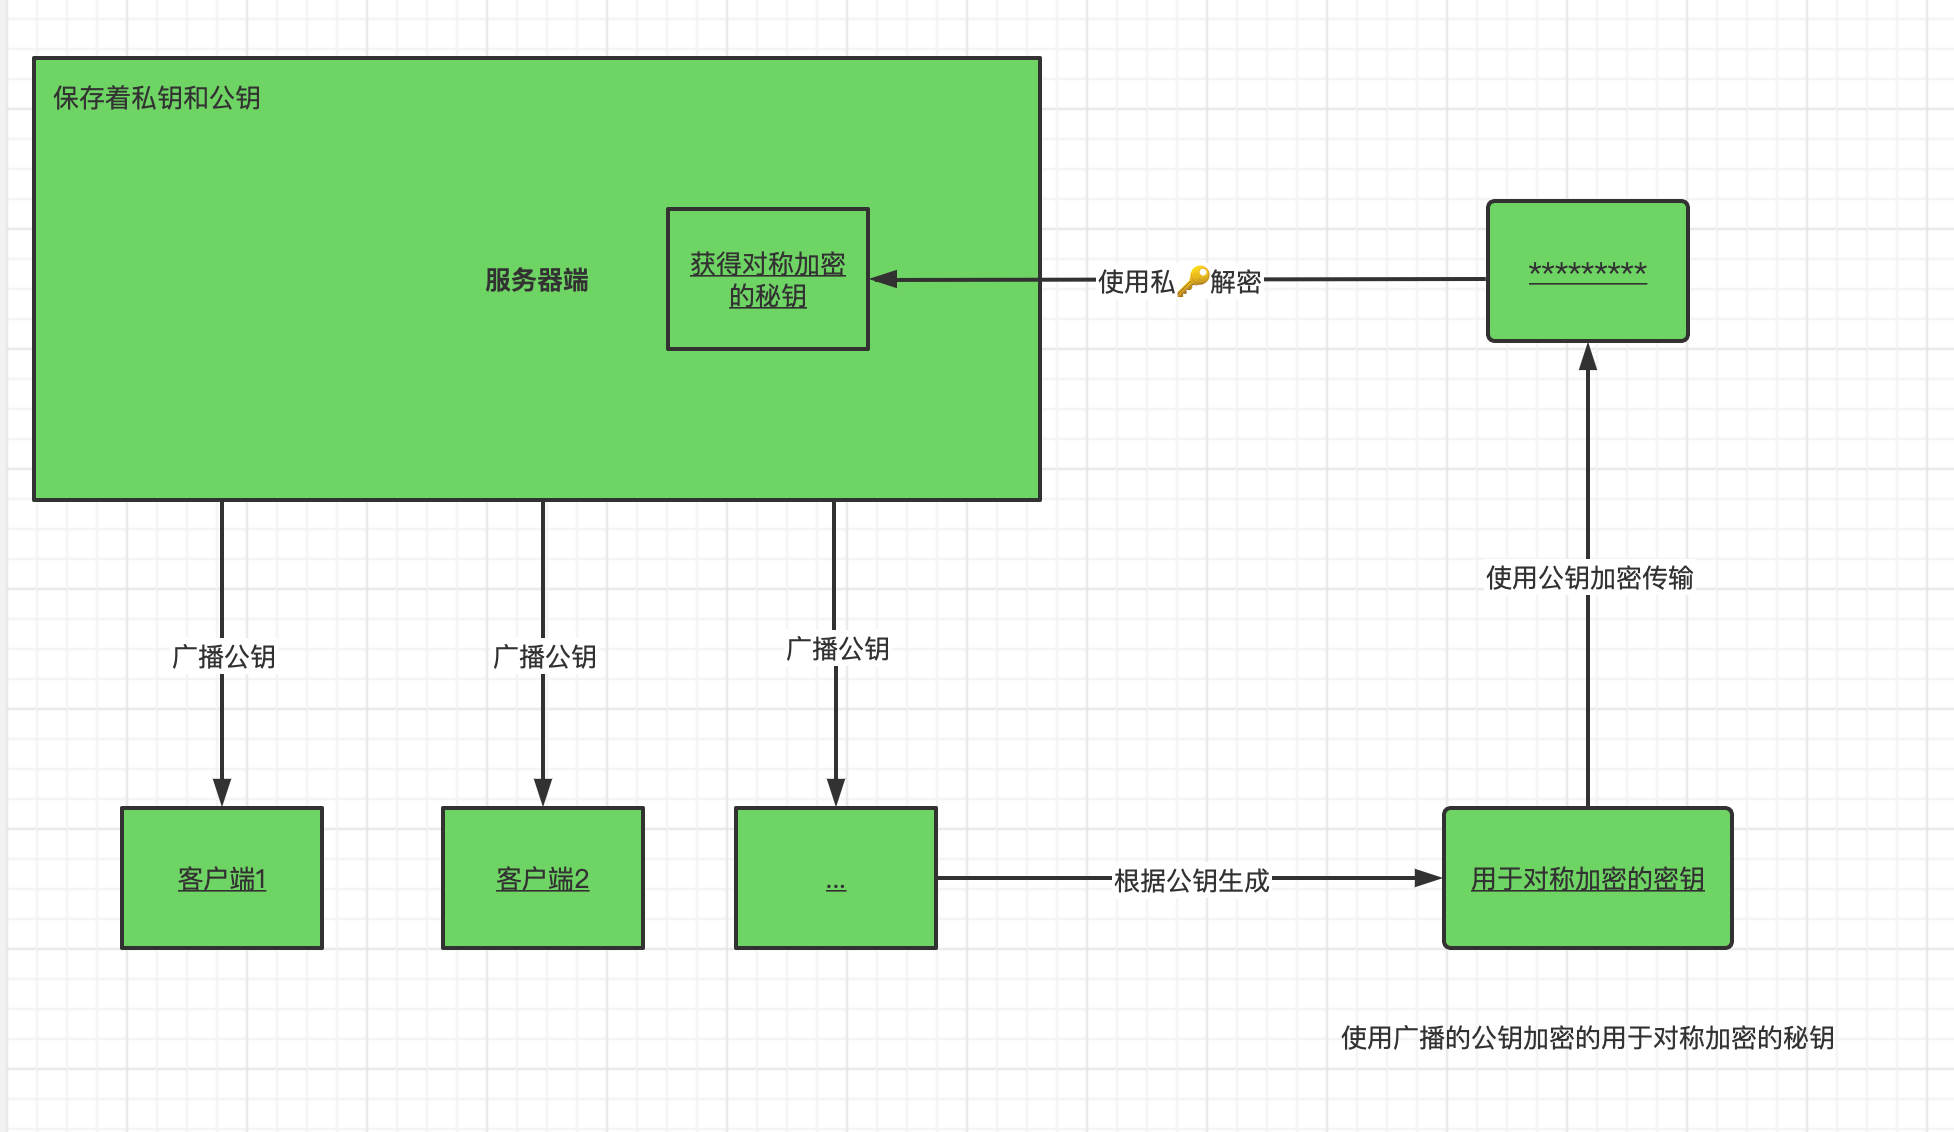 保存着私钥和公钥
服务器端
获得对称加密
的秘钥
使用私🔑解密
*********
使用公钥加密传输
广播公钥
广播公钥
广播公钥
客户端1
客户端2
...
根据公钥生成
用于对称加密的密钥
使用广播的公钥加密的用于对称加密的秘钥